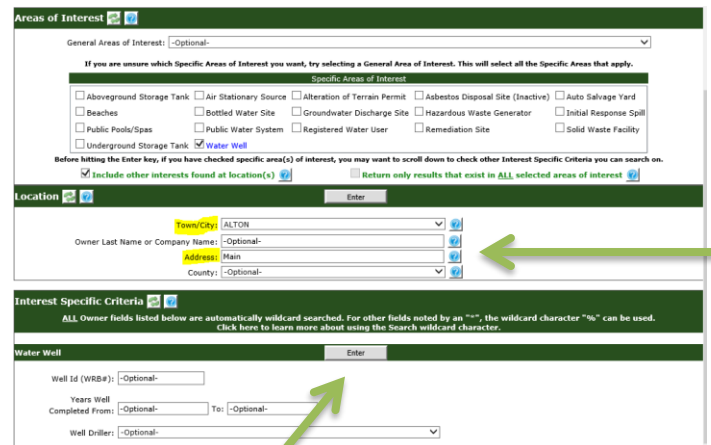 Areas of Interest
General Areas of Interest: -Optional-
If you are unsure which Specific Areas of Interest you want, try selecting a General Area of Interest. This will select all the Specific Areas that apply.
Specific Areas of Interest
Aboveground Storage Tank Air Stationary Source Alteration of Terrain Permit Asbestos Disposal Site (Inactive) Auto Salvage Yard
Beaches Bottled Water Site Groundwater Discharge Site Hazardous Waste Generator Initial Response Spill
Public Pools/Spas Public Water System Registered Water User Remediation Site Solid Waste Facility
Underground Storage Tank Water Well
Before hitting the Enter key, if you have checked specific area(s) of interest, you may want to scroll down to check other Interest Specific Criteria you can search on.
Include other interests found at location(s) ? Return only results that exist in ALL selected areas of interest ?
Location Enter
Town/City: ALTON
Owner Last Name or Company Name: -Optional-
Address: Main
County: -Optional-
Interest Specific Criteria
ALL Owner fields listed below are automatically wildcard searched. For other fields noted by an "*", the wildcard character "%" can be used.
Click here to learn more about using the Search wildcard character.
Water Well Enter
Well Id (WRB#): -Optional-
Years Well
Completed From: -Optional- To: -Optional-
Well Driller: -Optional-